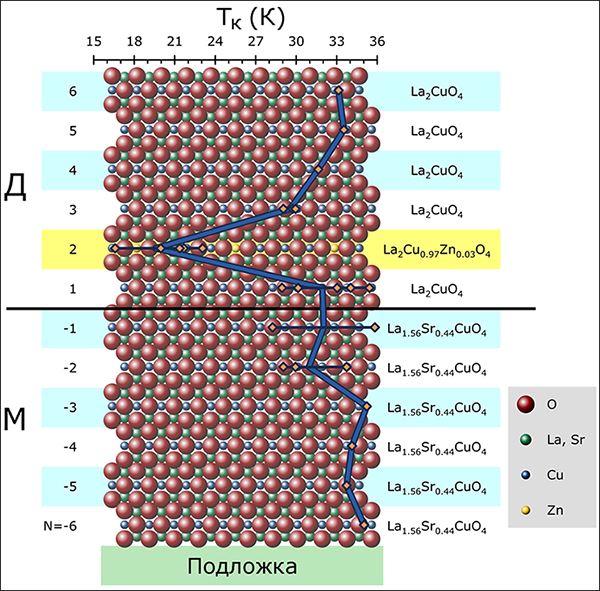 Tк (К)
15 18 21 24 27 30 33 36
6 La₂CuO₄
5 La₂CuO₄
4 La₂CuO₄
Д
3 La₂CuO₄
2 La₂Cu₀.₉₇Zn₀.₀₃O₄
1 La₂CuO₄
-1 La₁.₅₆Sr₀.₄₄CuO₄
-2 La₁.₅₆Sr₀.₄₄CuO₄
-3 La₁.₅₆Sr₀.₄₄CuO₄
М
-4 La₁.₅₆Sr₀.₄₄CuO₄
-5 La₁.₅₆Sr₀.₄₄CuO₄
N=-6 La₁.₅₆Sr₀.₄₄CuO₄
O
La, Sr
Cu
Zn
Подложка